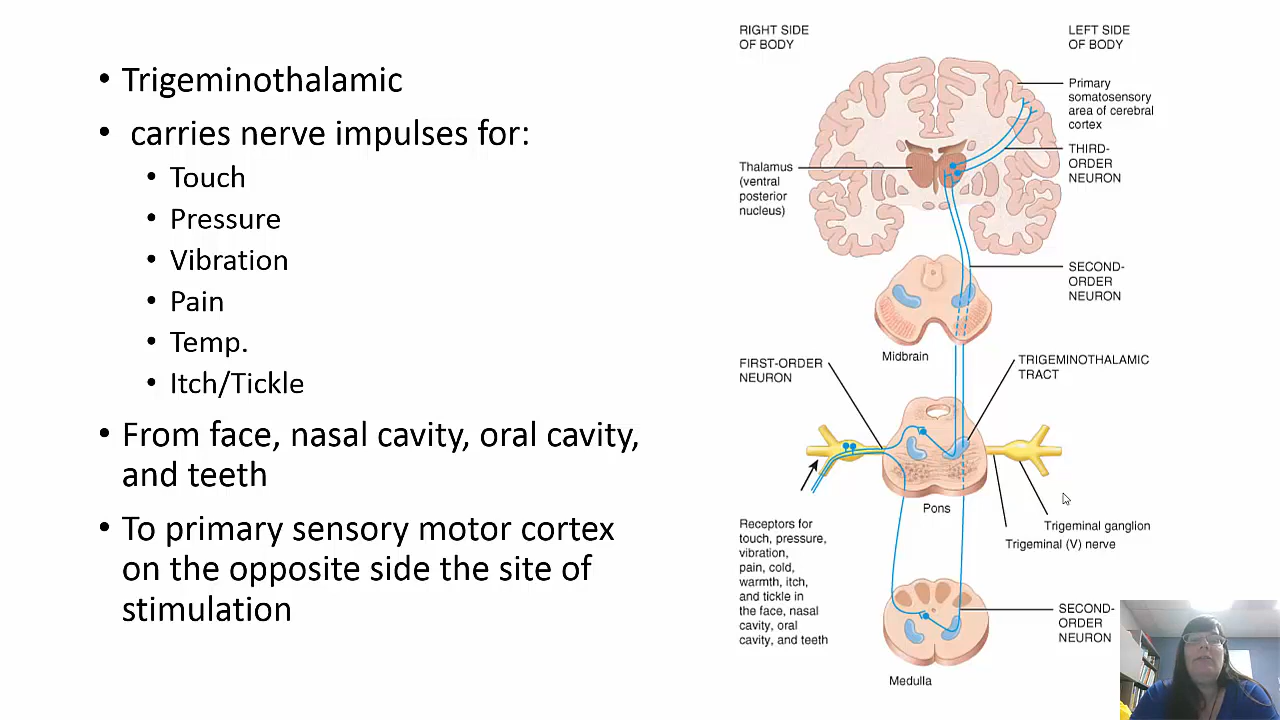 • Trigeminothalamic
• carries nerve impulses for:
• Touch
• Pressure
• Vibration
• Pain
• Temp.
• Itch/Tickle
• From face, nasal cavity, oral cavity,
and teeth
• To primary sensory motor cortex
on the opposite side the site of
stimulation
RIGHT SIDE
OF BODY
LEFT SIDE
OF BODY
Primary
somatosensory
area of cerebral
cortex
THIRD-
ORDER
NEURON
Thalamus
(ventral
posterior
nucleus)
SECOND-
ORDER
NEURON
Midbrain
FIRST-ORDER
NEURON
TRIGEMINOTHALAMIC
TRACT
Pons
Trigeminal ganglion
Trigeminal (V) nerve
Receptors for
touch, pressure,
vibration,
pain, cold,
warmth, itch,
and tickle in
the face, nasal
cavity, oral
cavity, and teeth
SECOND-
ORDER
NEURON
Medulla